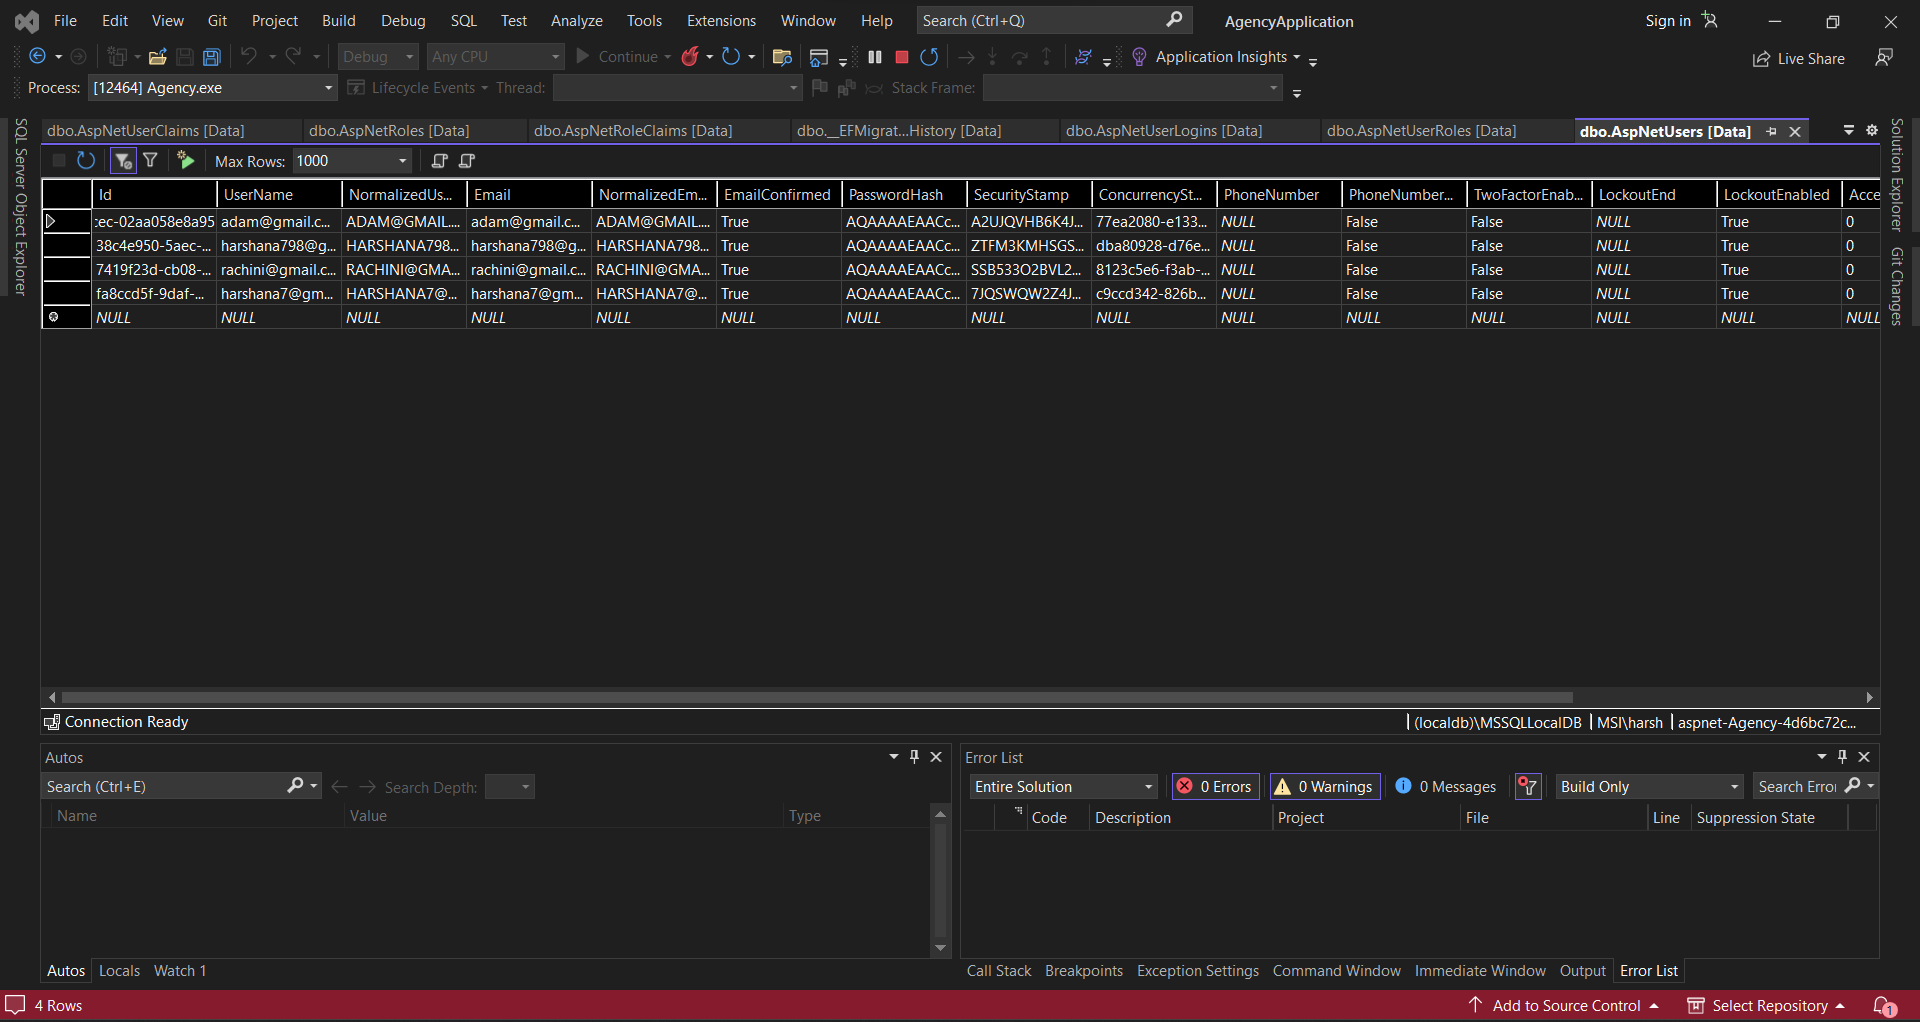 File Edit View Git Project Build Debug SQL Test Analyze Tools Extensions Window Help Search (Ctrl+Q) AgencyApplication Sign in
Debug Any CPU Continue Application Insights Live Share
Process: [12464] Agency.exe Lifecycle Events Thread: Stack Frame:
SQL Server Object Explorer
dbo.AspNetUserClaims [Data] dbo.AspNetRoles [Data] dbo.AspNetRoleClaims [Data] dbo.__EFMigrat...History [Data] dbo.AspNetUserLogins [Data] dbo.AspNetUserRoles [Data] dbo.AspNetUsers [Data]
Solution Explorer
Git Changes
Max Rows: 1000
Id UserName NormalizedUs... Email NormalizedEm... EmailConfirmed PasswordHash SecurityStamp ConcurrencySt... PhoneNumber PhoneNumber... TwoFactorEnab... LockoutEnd LockoutEnabled Acce
ec-02aa058e8a95 adam@gmail.c... ADAM@GMAIL.... adam@gmail.c... ADAM@GMAIL.... True AQAAAAEAACc... A2UJQVHB6K4J... 77ea2080-e133... NULL False False NULL True 0
38c4e950-5aec-... harshana798@g... HARSHANA798... harshana798@g... HARSHANA798... True AQAAAAEAACc... ZTFM3KMHSGS... dba80928-d76e... NULL False False NULL True 0
7419f23d-cb08-... rachini@gmail.c... RACHINI@GMA... rachini@gmail.c... RACHINI@GMA... True AQAAAAEAACc... SSB533O2BVL2... 8123c5e6-f3ab-... NULL False False NULL True 0
fa8ccd5f-9daf-... harshana7@gm... HARSHANA7@... harshana7@gm... HARSHANA7@... True AQAAAAEAACc... 7JQSWQW2Z4J... c9ccd342-826b... NULL False False NULL True 0
NULL NULL NULL NULL NULL NULL NULL NULL NULL NULL NULL NULL NULL NULL NULL
Connection Ready (localdb)\MSSQLLocalDB MSI\harsh aspnet-Agency-4d6bc72c...
Autos
Search (Ctrl+E) Search Depth:
Name Value Type
Autos Locals Watch 1
Error List
Entire Solution 0 Errors 0 Warnings 0 Messages Build Only Search Error
Code Description Project File Line Suppression State
Call Stack Breakpoints Exception Settings Command Window Immediate Window Output Error List
4 Rows Add to Source Control Select Repository 1